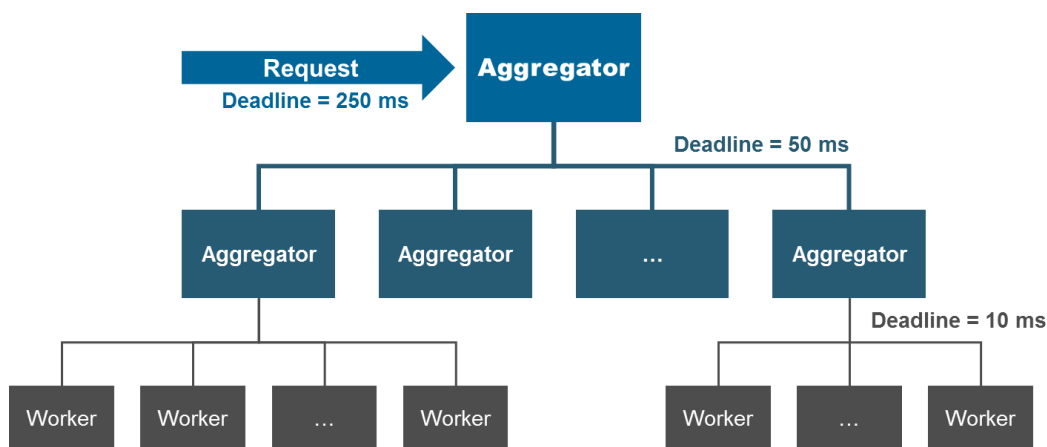 Request
Aggregator
Deadline = 250 ms
Deadline = 50 ms
Aggregator
Aggregator
...
Aggregator
Deadline = 10 ms
Worker
Worker
...
Worker
Worker
...
Worker